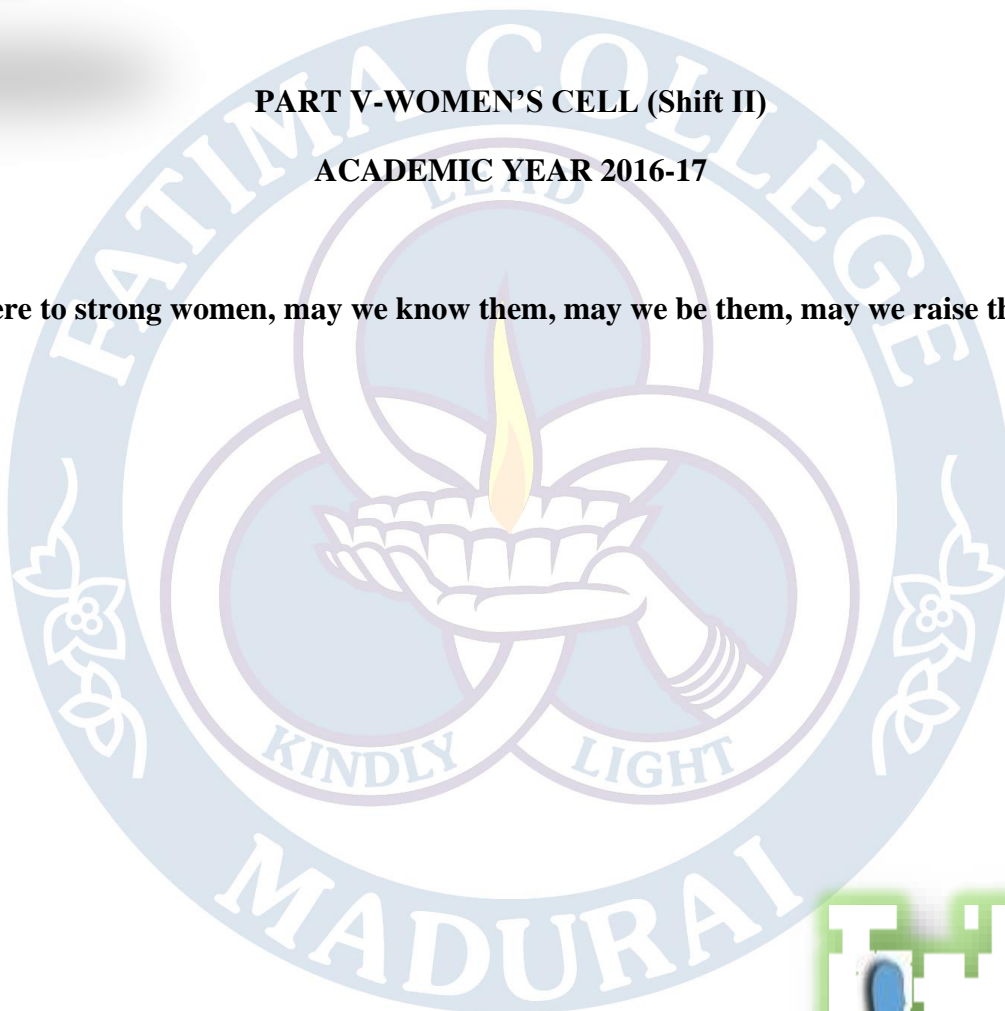 PART V-WOMEN'S CELL (Shift II)
ACADEMIC YEAR 2016-17
ere to strong women, may we know them, may we be them, may we raise th
FATIMA COLLEGE
LEAD
KINDLY LIGHT
MADURAI